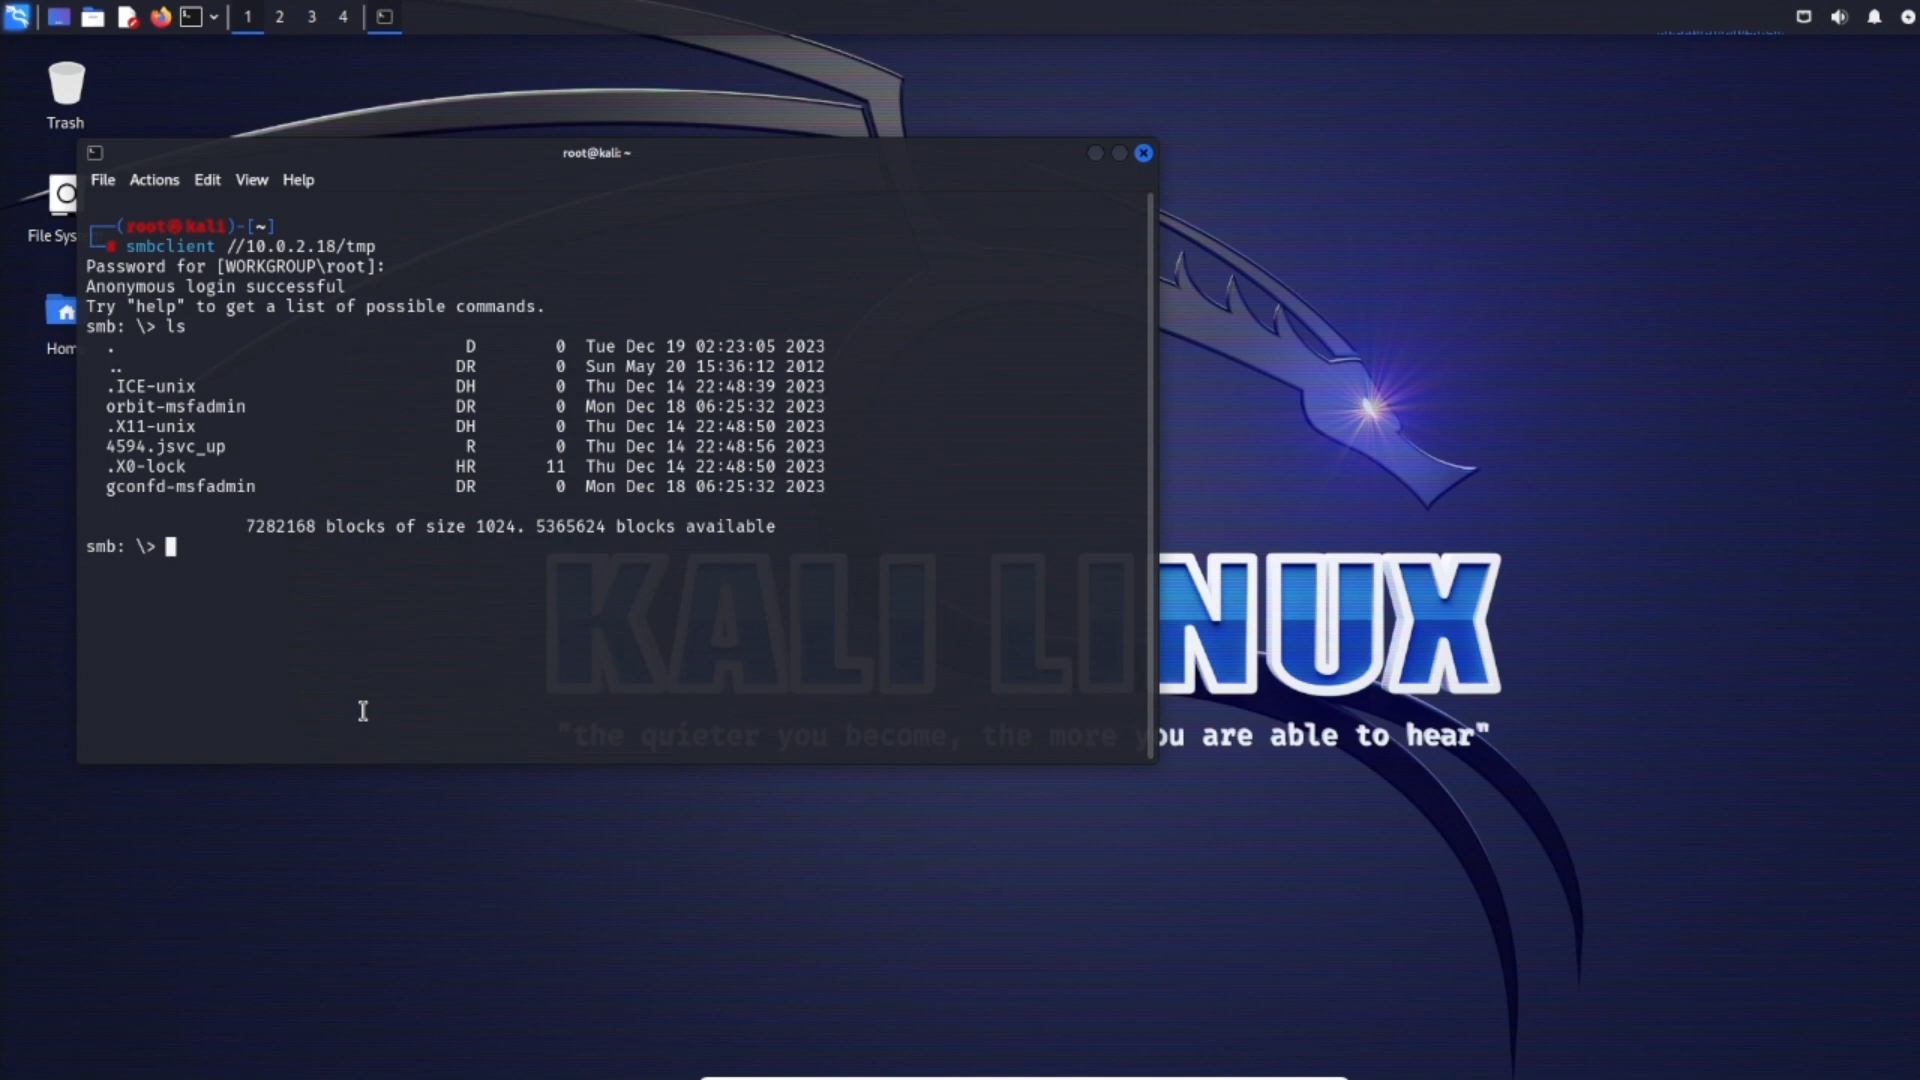 1 2 3 4
Trash
root@kali: ~
File Actions Edit View Help
File Sys
Hom
(root㉿kali)-[~]
smbclient //10.0.2.18/tmp
Password for [WORKGROUP\root]:
Anonymous login successful
Try "help" to get a list of possible commands.
smb: \> ls
. D 0 Tue Dec 19 02:23:05 2023
.. DR 0 Sun May 20 15:36:12 2012
.ICE-unix DH 0 Thu Dec 14 22:48:39 2023
orbit-msfadmin DR 0 Mon Dec 18 06:25:32 2023
.X11-unix DH 0 Thu Dec 14 22:48:50 2023
4594.jsvc_up R 0 Thu Dec 14 22:48:56 2023
.X0-lock HR 11 Thu Dec 14 22:48:50 2023
gconfd-msfadmin DR 0 Mon Dec 18 06:25:32 2023
7282168 blocks of size 1024. 5365624 blocks available
smb: \>
KALI LINUX
"the quieter you become, the more you are able to hear"